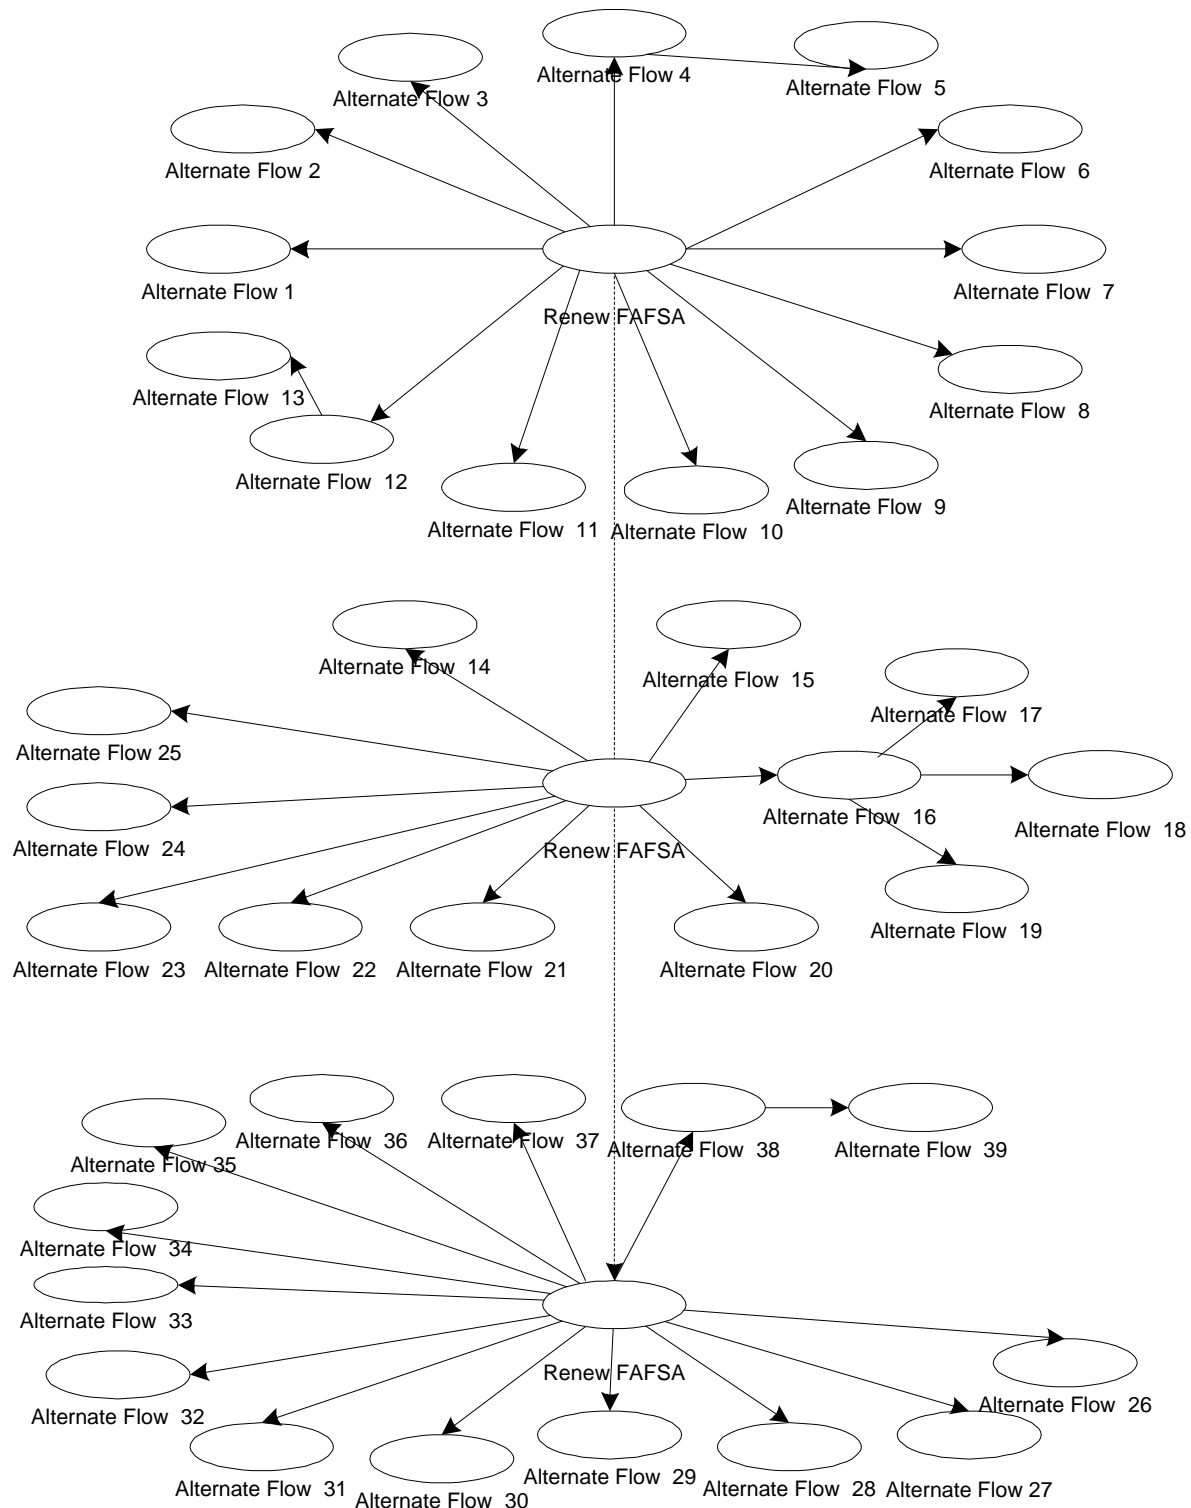 Alternate Flow 4
Alternate Flow  5
Alternate Flow 3
Alternate Flow 2
Alternate Flow  6
Alternate Flow 1
Alternate Flow  7
Renew FAFSA
Alternate Flow  13
Alternate Flow  8
Alternate Flow  12
Alternate Flow  11
Alternate Flow  10
Alternate Flow  9
Alternate Flow  14
Alternate Flow  15
Alternate Flow  17
Alternate Flow 25
Alternate Flow  16
Alternate Flow  18
Alternate Flow  24
Renew FAFSA
Alternate Flow  19
Alternate Flow  23
Alternate Flow  22
Alternate Flow  21
Alternate Flow  20
Alternate Flow  36
Alternate Flow  37
Alternate Flow  38
Alternate Flow  39
Alternate Flow 35
Alternate Flow  34
Alternate Flow  33
Renew FAFSA
Alternate Flow  26
Alternate Flow  32
Alternate Flow  31
Alternate Flow  30
Alternate Flow  29
Alternate Flow  28
Alternate Flow 27